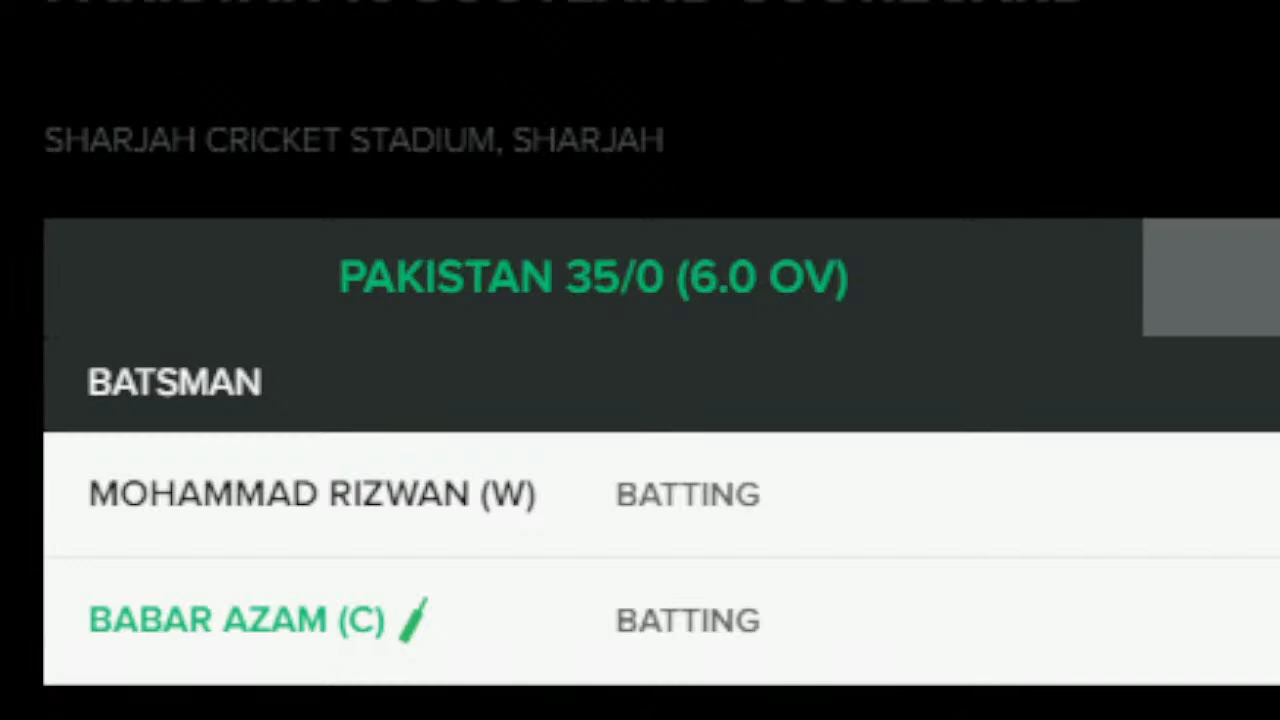 SHARJAH CRICKET STADIUM, SHARJAH
PAKISTAN 35/0 (6.0 OV)
BATSMAN
MOHAMMAD RIZWAN (W) BATTING
BABAR AZAM (C) BATTING